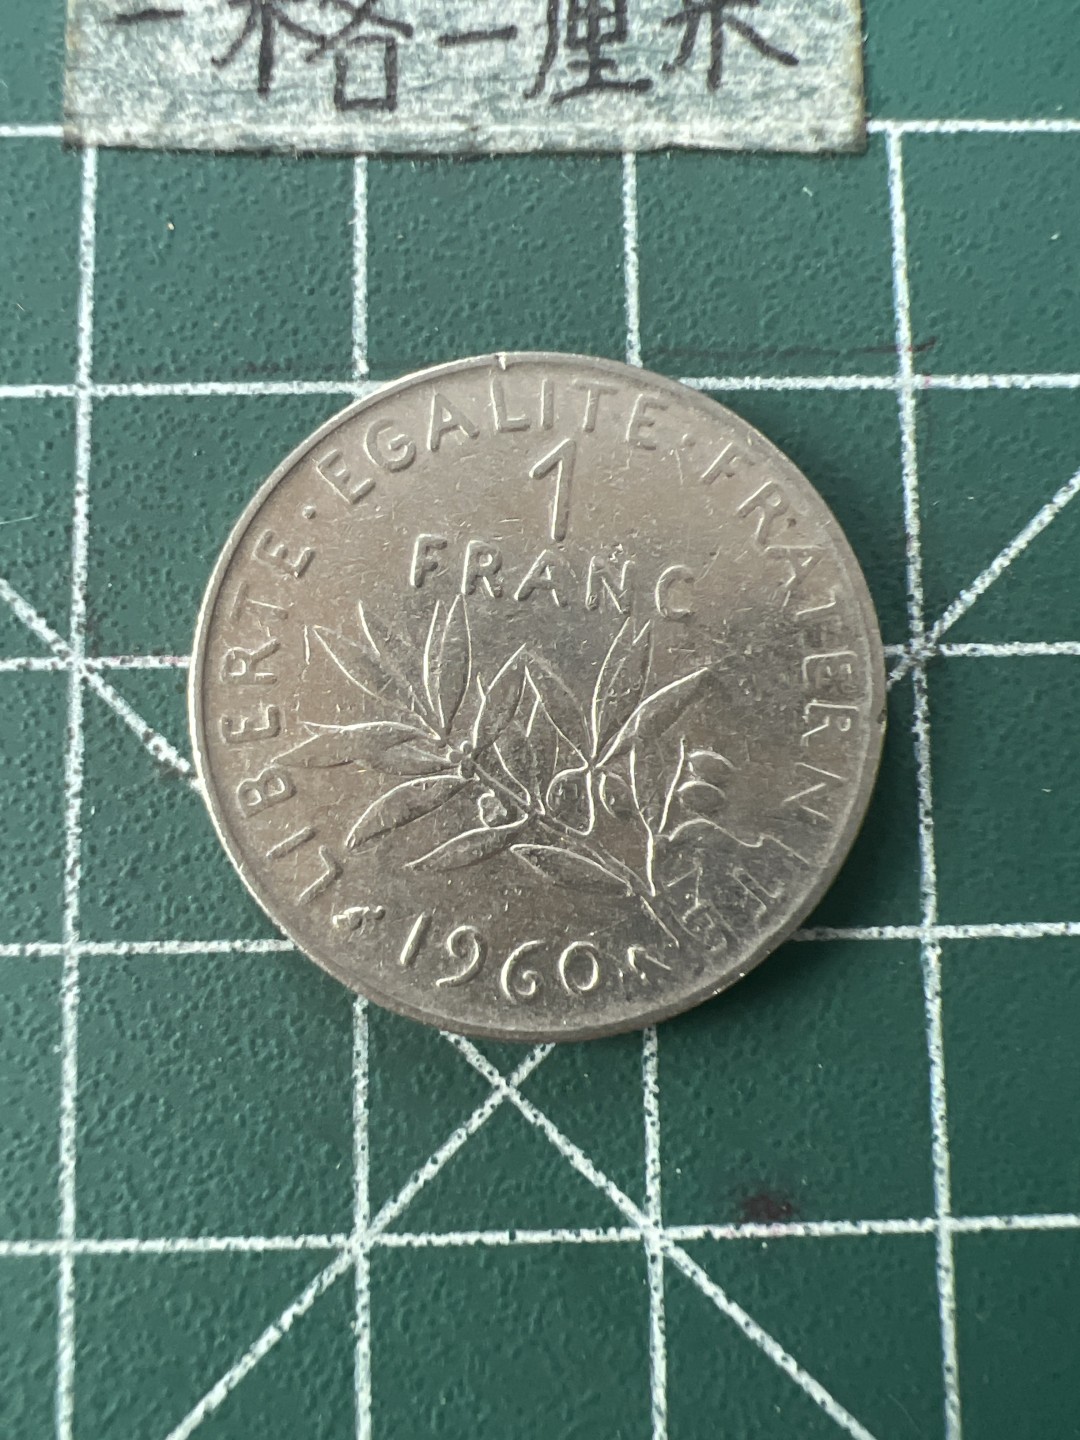 一格一厘米
LIBERTE · EGALITE · FRATERNITE
1
FRANC
1960